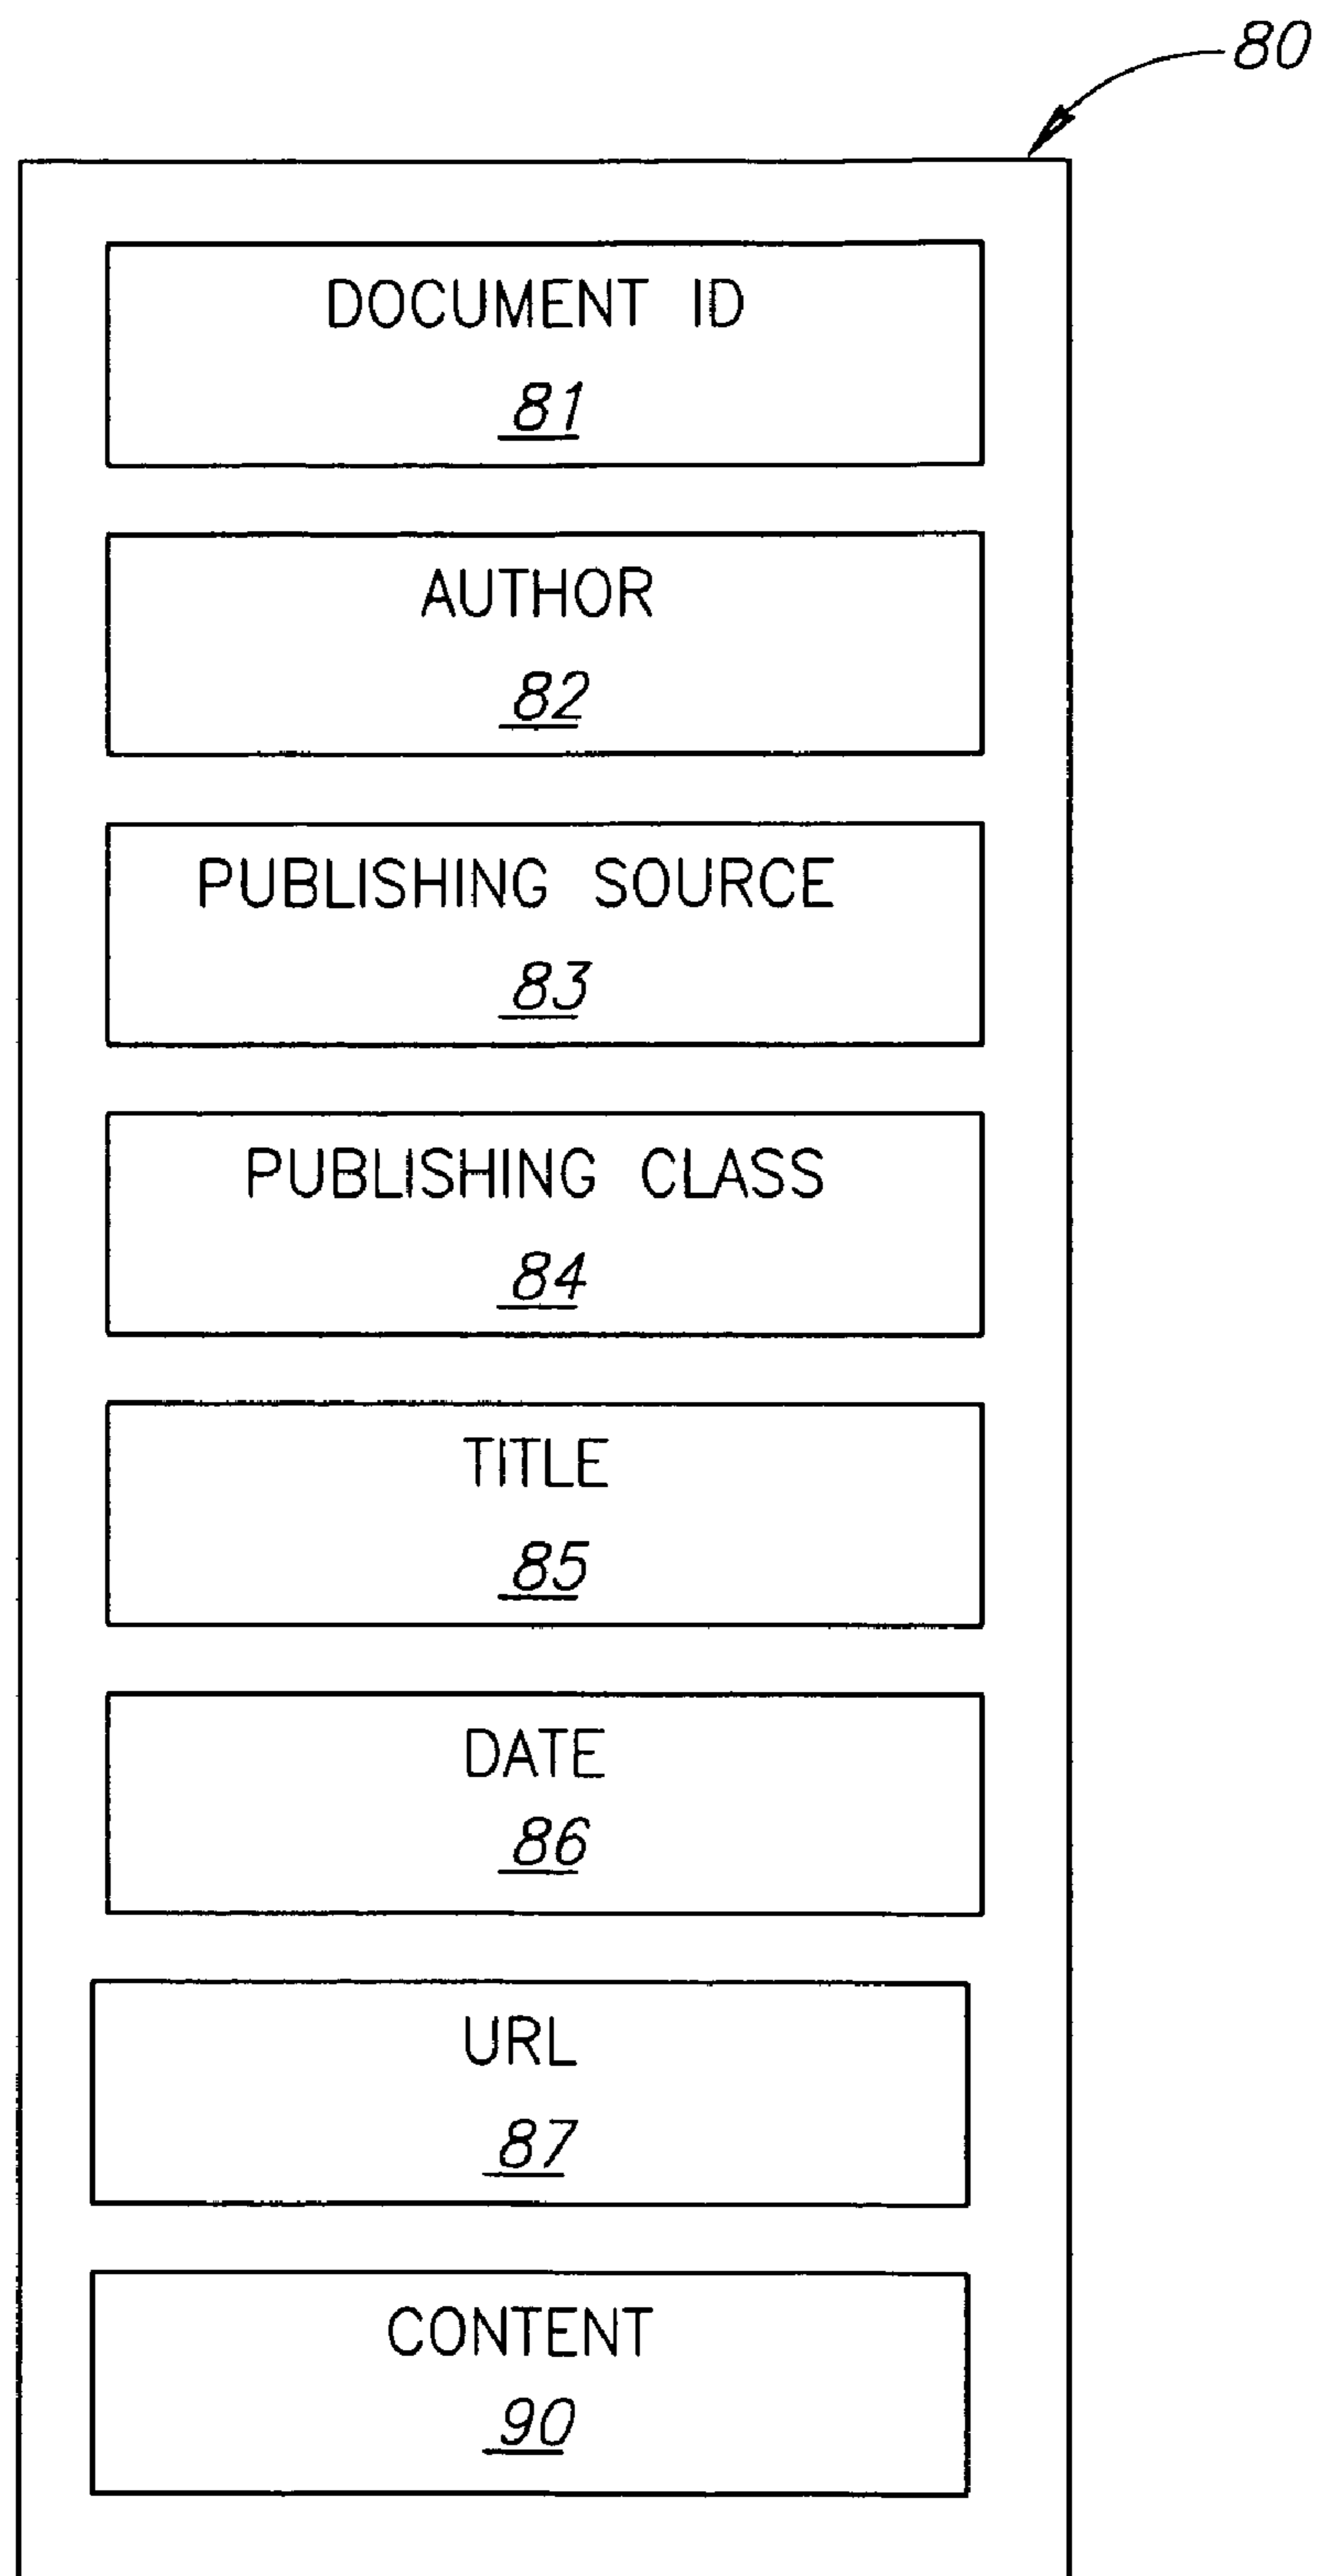 80
DOCUMENT ID
81
AUTHOR
82
PUBLISHING SOURCE
83
PUBLISHING CLASS
84
TITLE
85
DATE
86
URL
87
CONTENT
90